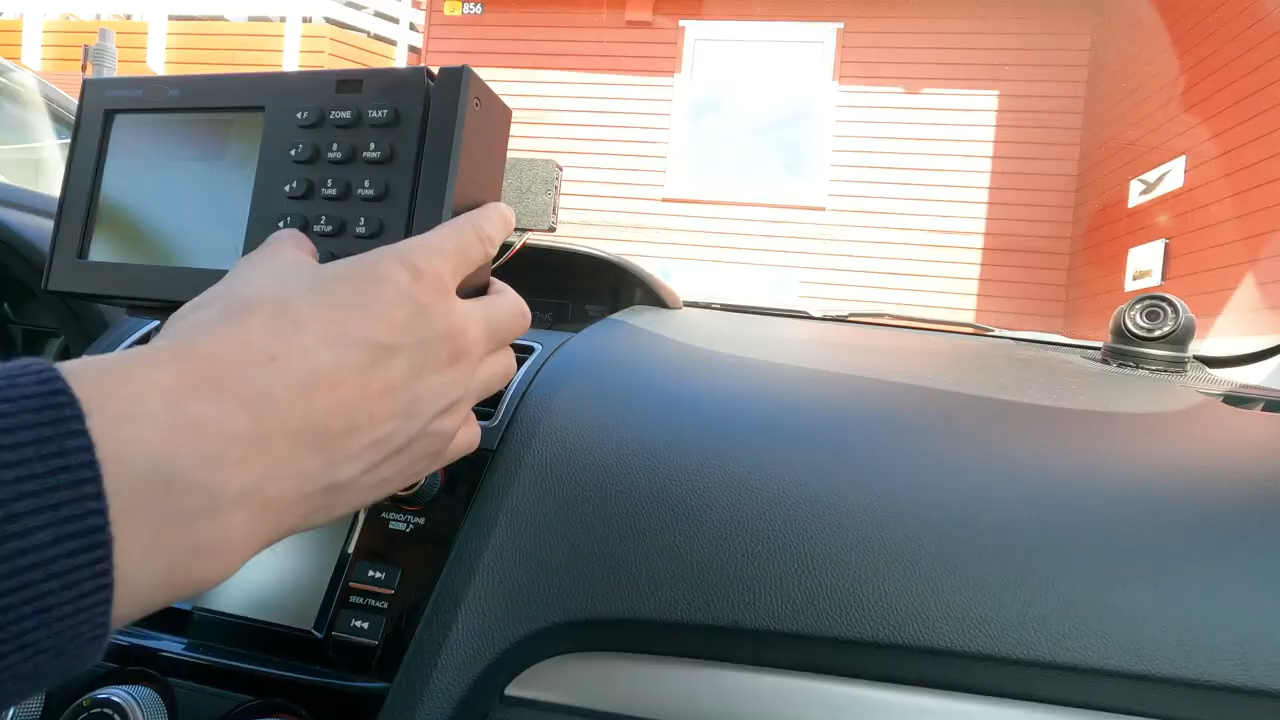 856
F ZONE TAXT
7 8 INFO 9 PRINT
4 5 TURE 6 FUNK
1 2 SETUP 3 VIS
AUDIO/TUNE
HOLD
SEEK/TRACK